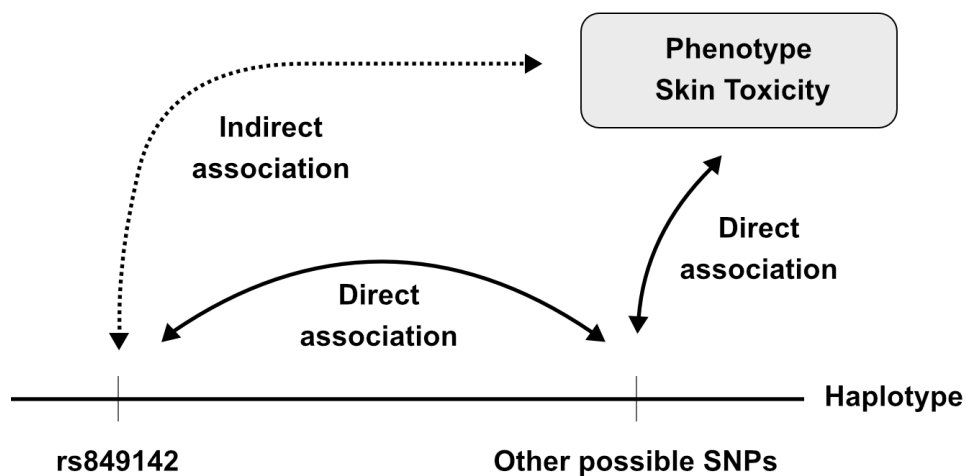 Phenotype
Skin Toxicity
Indirect
association
Direct
association
Direct
association
Haplotype
rs849142
Other possible SNPs